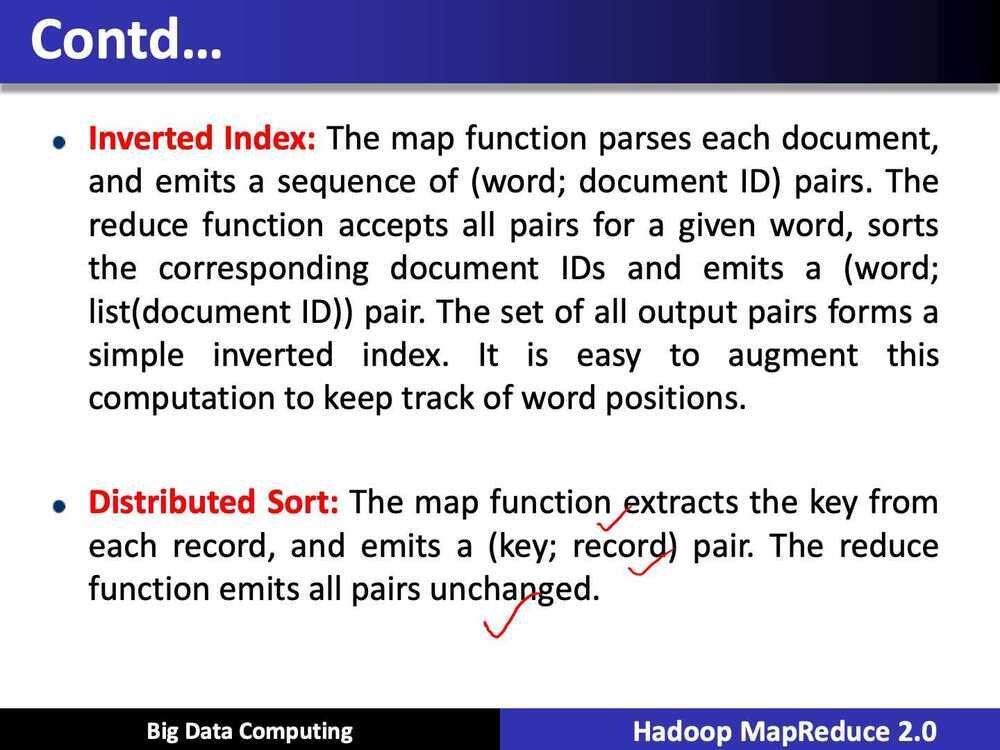 Contd…
Inverted Index: The map function parses each document,
and emits a sequence of (word; document ID) pairs. The
reduce function accepts all pairs for a given word, sorts
the corresponding document IDs and emits a (word;
list(document ID)) pair. The set of all output pairs forms a
simple inverted index. It is easy to augment this
computation to keep track of word positions.
Distributed Sort: The map function extracts the key from
each record, and emits a (key; record) pair. The reduce
function emits all pairs unchanged.
Big Data Computing
Hadoop MapReduce 2.0